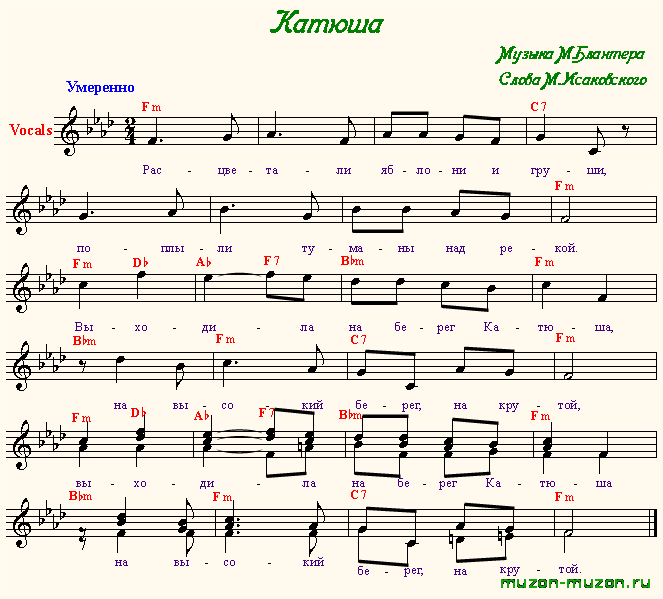 Катюша
Музыка М.Блантера
Слова М.Исаковского
Умеренно
Fm C7
Vocals
2
4
Рас - цве - та - ли яб - ло - ни и гру - ши,
Fm
по - плы - ли ту - ма - ны над ре - кой.
Fm Db Ab F7 Bbm Fm
Вы - хо - ди - ла на бе - рег Ка - тю - ша,
Bbm Fm C7 Fm
на вы - со - кий бе - рег, на кру - той,
Fm Db Ab F7 Bbm Fm
вы - хо - ди - ла на бе - рег Ка - тю - ша
Bbm Fm C7 Fm
на вы - со - кий бе - рег, на кру - той.
muzon-muzon.ru